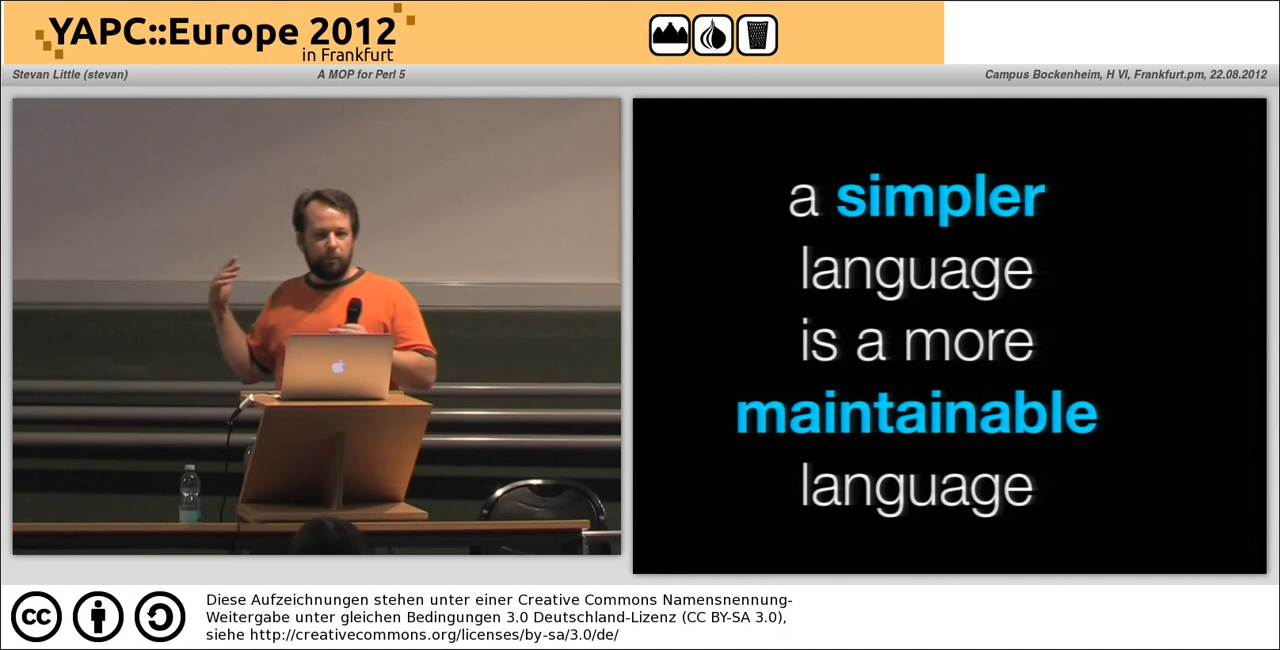 YAPC::Europe 2012
in Frankfurt
Stevan Little (stevan)
A MOP for Perl 5
Campus Bockenheim, H VI, Frankfurt.pm, 22.08.2012
a simpler
language
is a more
maintainable
language
cc
Diese Aufzeichnungen stehen unter einer Creative Commons Namensnennung-
Weitergabe unter gleichen Bedingungen 3.0 Deutschland-Lizenz (CC BY-SA 3.0),
siehe http://creativecommons.org/licenses/by-sa/3.0/de/